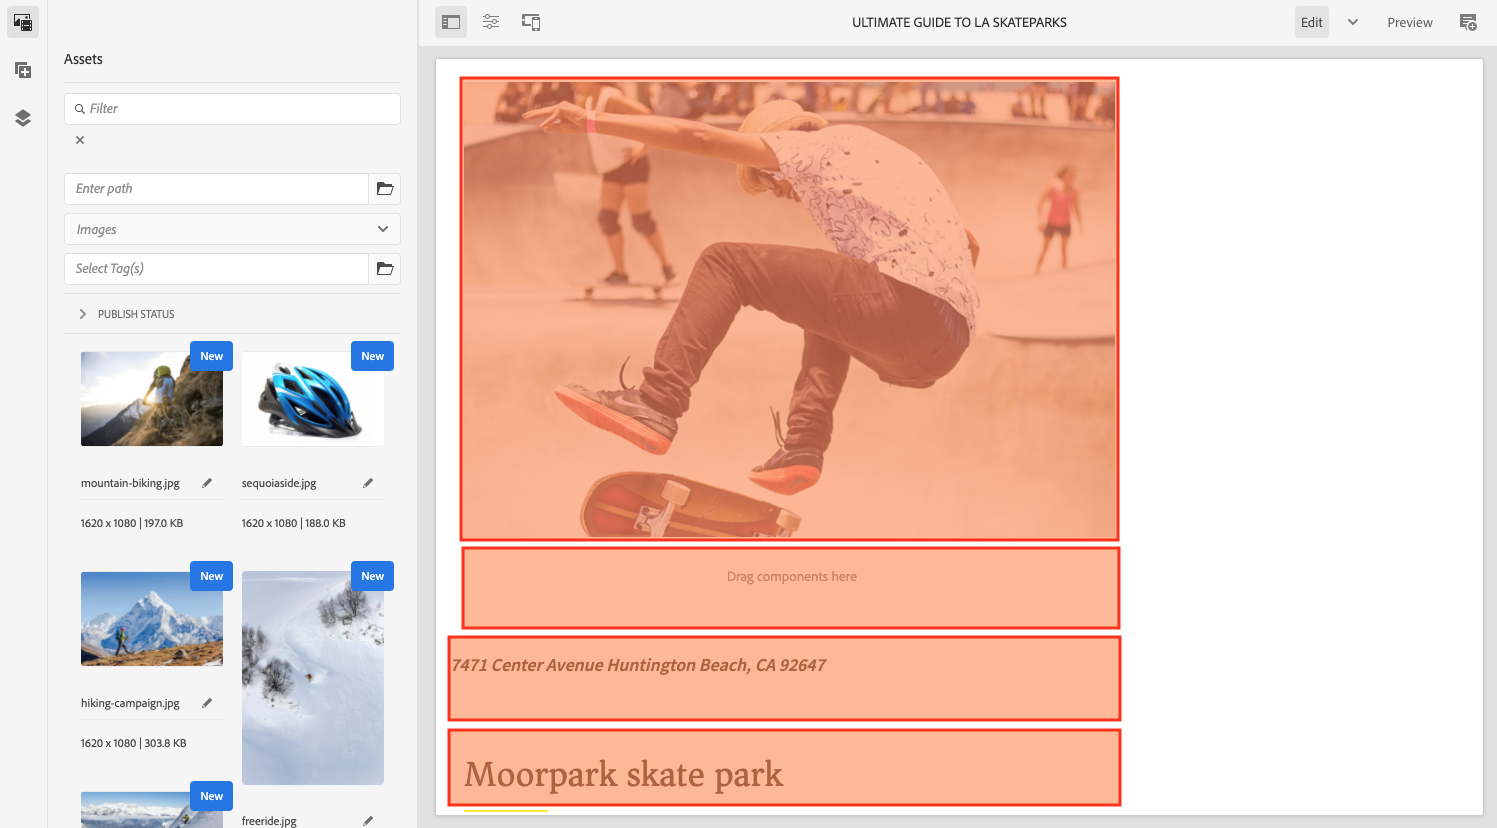 ULTIMATE GUIDE TO LA SKATEPARKS
Edit
Preview
Assets
Filter
Enter path
Images
Select Tag(s)
PUBLISH STATUS
New
New
mountain-biking.jpg
sequoiaside.jpg
1620 x 1080 | 197.0 KB
1620 x 1080 | 188.0 KB
New
New
hiking-campaign.jpg
1620 x 1080 | 303.8 KB
New
freeride.jpg
Drag components here
7471 Center Avenue Huntington Beach, CA 92647
Moorpark skate park